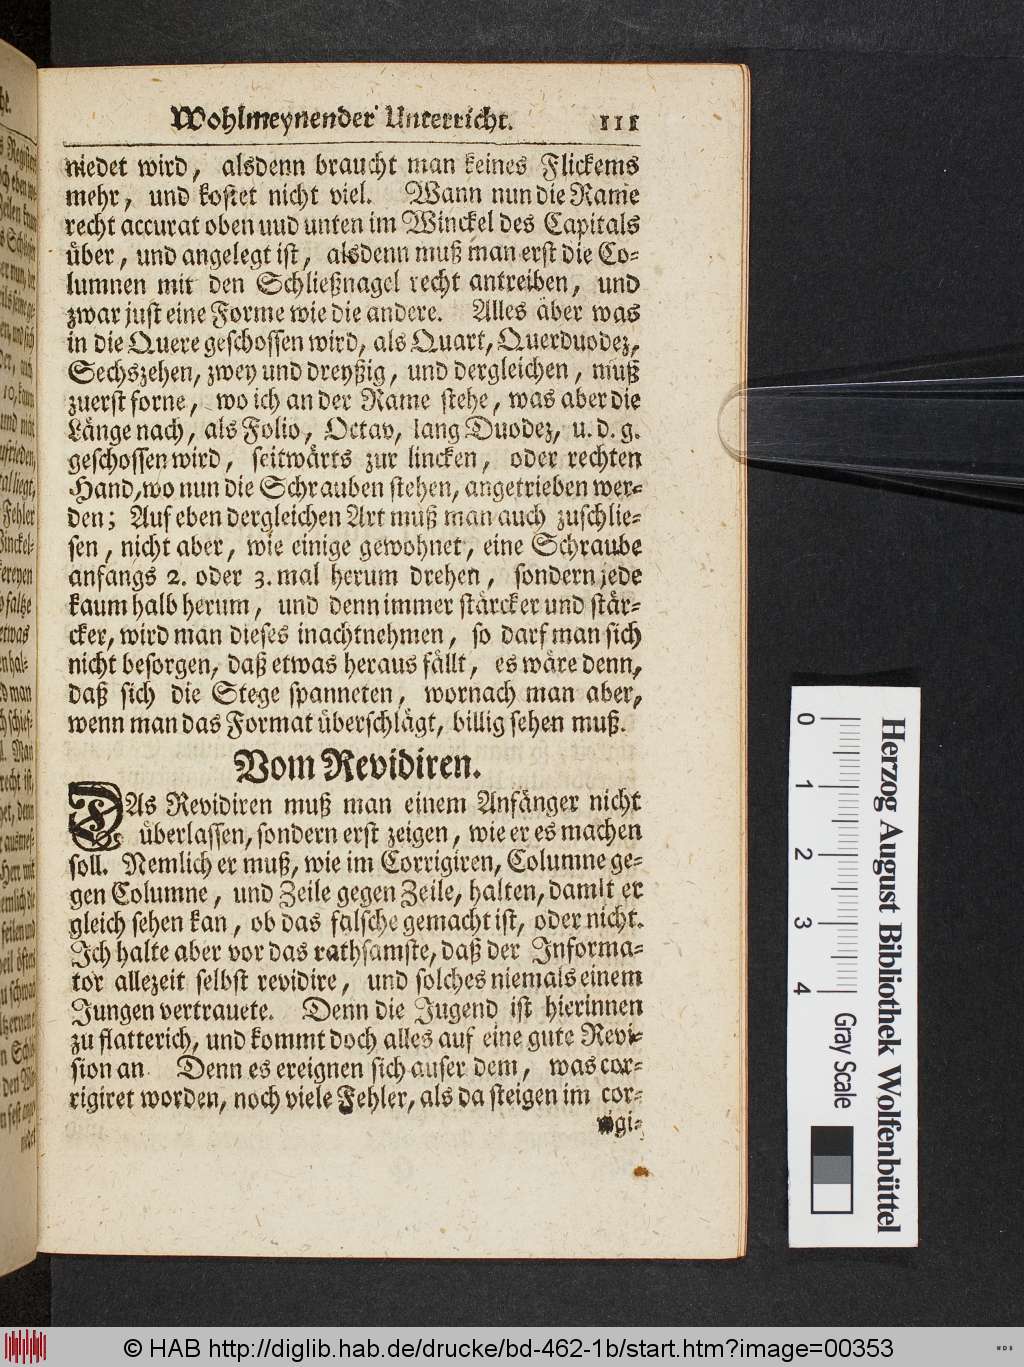 Wohlmeynender Unterricht. 111
niedet wird, alsdenn braucht man keines Flickems
mehr, und kostet nicht viel. Wann nun die Rame
recht accurat oben uud unten im Winckel des Capitals
über, und angelegt ist, alsdenn muß man erst die Co-
lumnen mit den Schließnagel recht antreiben, und
zwar just eine Forme wie die andere. Alles aber was
in die Quere geschossen wird, als Quart, Querduodez,
Sechszehen, zwey und dreyßig, und dergleichen, muß
zuerst forne, wo ich an der Rame stehe, was aber die
Länge nach, als Folio, Octav, lang Duodez, u. d. g.
geschossen wird, seitwärts zur lincken, oder rechten
Hand, wo nun die Schrauben stehen, angetrieben wer-
den; Auf eben dergleichen Art muß man auch zuschlie-
sen, nicht aber, wie einige gewohnet, eine Schraube
anfangs 2. oder 3. mal herum drehen, sondern jede
kaum halb herum, und denn immer stärcker und stär-
cker, wird man dieses inachtnehmen, so darf man sich
nicht besorgen, daß etwas heraus fällt, es wäre denn,
daß sich die Stege spanneten, wornach man aber,
wenn man das Format überschlägt, billig sehen muß.
Vom Revidiren.
DAs Revidiren muß man einem Anfänger nicht
überlassen, sondern erst zeigen, wie er es machen
soll. Nemlich er muß, wie im Corrigiren, Columne ge-
gen Columne, und Zeile gegen Zeile, halten, damit er
gleich sehen kan, ob das falsche gemacht ist, oder nicht.
Ich halte aber vor das rathsamste, daß der Informa-
tor allezeit selbst revidire, und solches niemals einem
Jungen vertrauete. Denn die Jugend ist hierinnen
zu flatterich, und kommt doch alles auf eine gute Revi-
sion an Denn es ereignen sich auser dem, was cor-
rigiret worden, noch viele Fehler, als da steigen im cor-
rigi-
Herzog August Bibliothek Wolfenbüttel
0 1 2 3 4
Gray Scale
© HAB http://diglib.hab.de/drucke/bd-462-1b/start.htm?image=00353